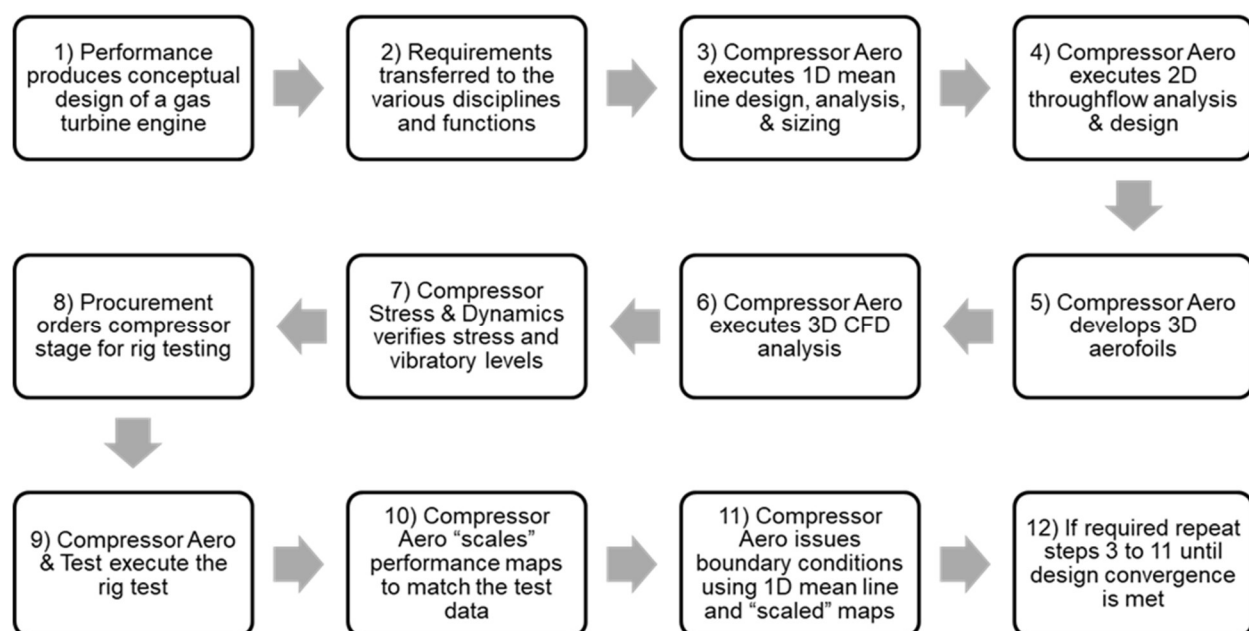 1) Performance
produces conceptual
design of a gas
turbine engine
2) Requirements
transferred to the
various disciplines
and functions
3) Compressor Aero
executes 1D mean
line design, analysis,
& sizing
4) Compressor Aero
executes 2D
throughflow analysis
& design
5) Compressor Aero
develops 3D
aerofoils
6) Compressor Aero
executes 3D CFD
analysis
7) Compressor
Stress & Dynamics
verifies stress and
vibratory levels
8) Procurement
orders compressor
stage for rig testing
9) Compressor Aero
& Test execute the
rig test
10) Compressor
Aero “scales”
performance maps
to match the test
data
11) Compressor
Aero issues
boundary conditions
using 1D mean line
and “scaled” maps
12) If required repeat
steps 3 to 11 until
design convergence
is met